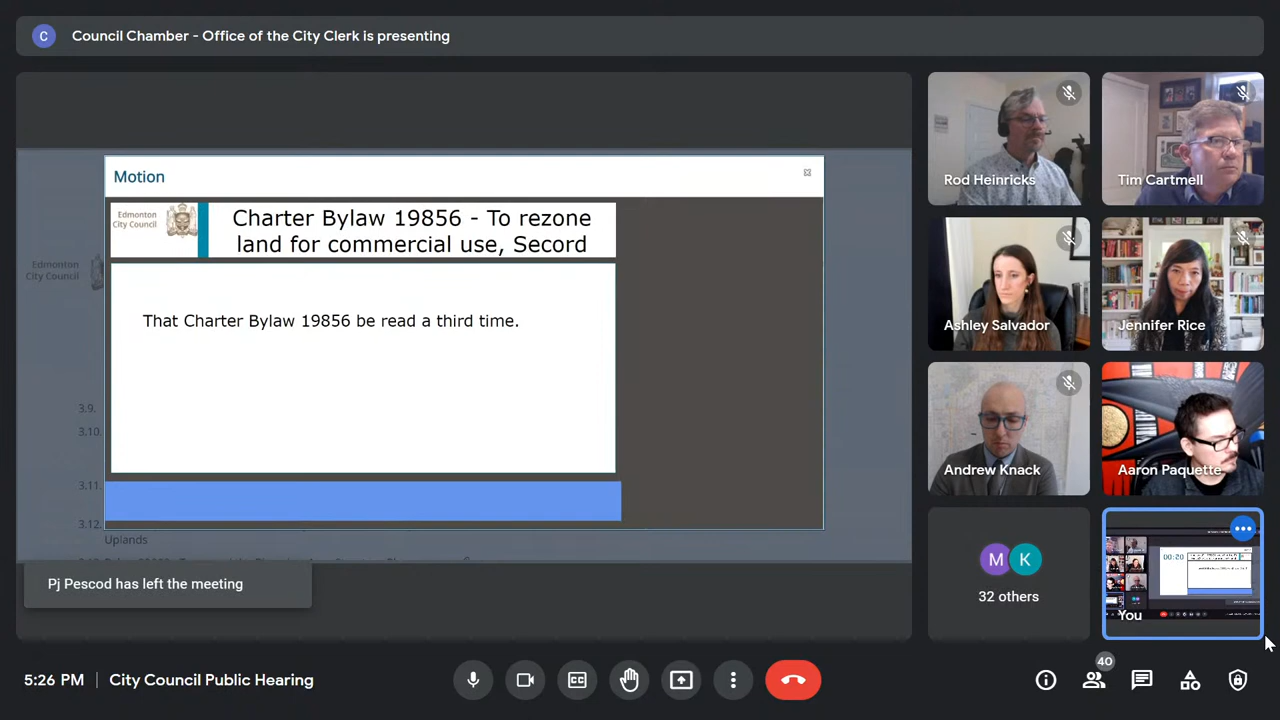 C
Council Chamber - Office of the City Clerk is presenting
Motion
Edmonton
City Council
Charter Bylaw 19856 - To rezone
land for commercial use, Secord
Edmonton
City Council
That Charter Bylaw 19856 be read a third time.
3.9.
3.10.
3.11.
3.12.
Uplands
Pj Pescod has left the meeting
Rod Heinricks
Tim Cartmell
Ashley Salvador
Jennifer Rice
Andrew Knack
Aaron Paquette
M
K
32 others
00:20
You
5:26 PM
City Council Public Hearing
CC
40